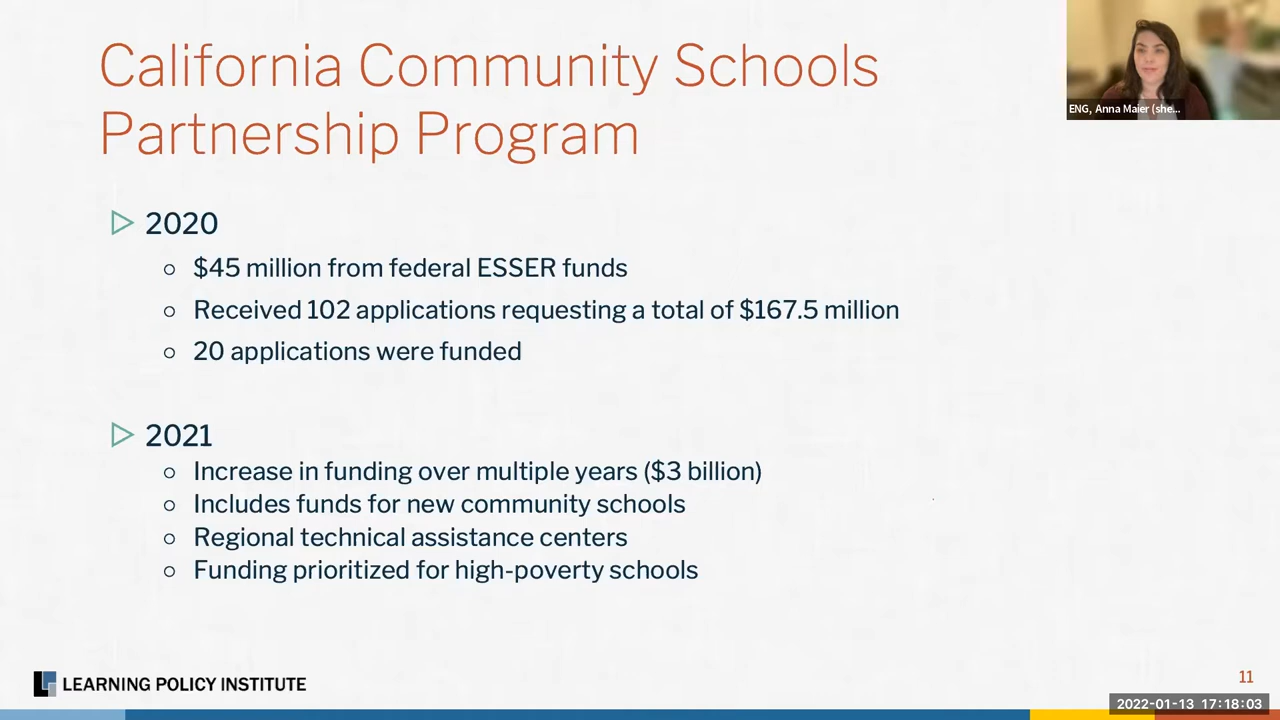 California Community Schools
Partnership Program
ENG, Anna Maier (she...
2020
$45 million from federal ESSER funds
Received 102 applications requesting a total of $167.5 million
20 applications were funded
2021
Increase in funding over multiple years ($3 billion)
Includes funds for new community schools
Regional technical assistance centers
Funding prioritized for high-poverty schools
LEARNING POLICY INSTITUTE
11
2022-01-13 17:18:03